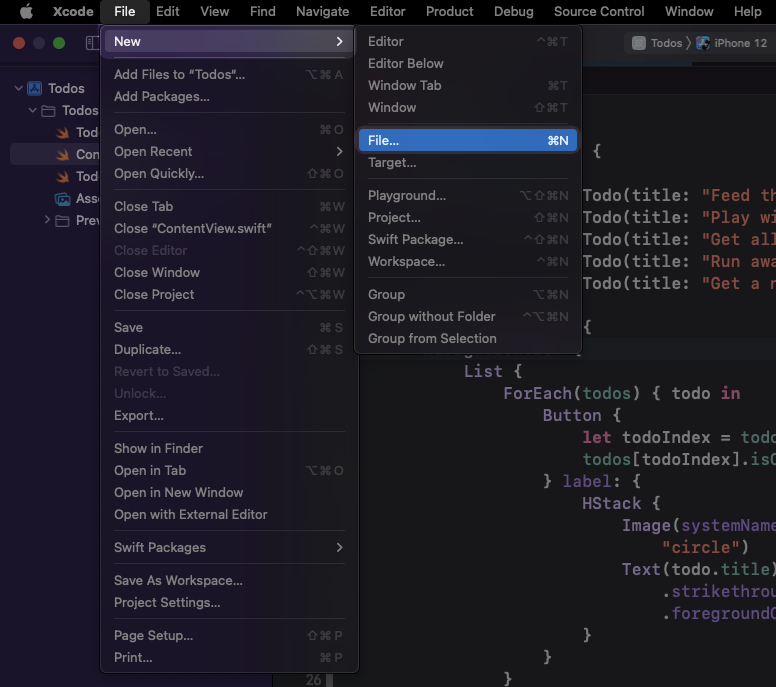 Xcode File Edit View Find Navigate Editor Product Debug Source Control Window Help
Todos iPhone 12
New
Add Files to “Todos”... ⌥⌘A
Add Packages...
Open... ⌘O
Open Recent
Open Quickly... ⇧⌘O
Close Tab ⌘W
Close “ContentView.swift” ^⌘W
Close Editor ^⇧⌘W
Close Window ⇧⌘W
Close Project ^⌥⌘W
Save ⌘S
Duplicate... ⇧⌘S
Revert to Saved...
Unlock...
Export...
Show in Finder
Open in Tab ⌥⌘O
Open in New Window
Open with External Editor
Swift Packages
Save As Workspace...
Project Settings...
Page Setup... ⇧⌘P
Print... ⌘P
Editor ^⌘T
Editor Below
Window Tab ⌘T
Window ⇧⌘T
File... ⌘N
Target...
Playground... ⌥⇧⌘N
Project... ⇧⌘N
Swift Package... ^⇧⌘N
Workspace... ^⌘N
Group ⌥⌘N
Group without Folder ^⌥⌘N
Group from Selection
Todos
Todos
Tod
Con
Tod
Ass
Prev
{
Todo(title: "Feed th
Todo(title: "Play wi
Todo(title: "Get all
Todo(title: "Run awa
Todo(title: "Get a n
{
List {
ForEach(todos) { todo in
Button {
let todoIndex = todo
todos[todoIndex].isC
} label: {
HStack {
Image(systemName
"circle")
Text(todo.title)
.strikethrou
.foregroundC
}
}
26 }